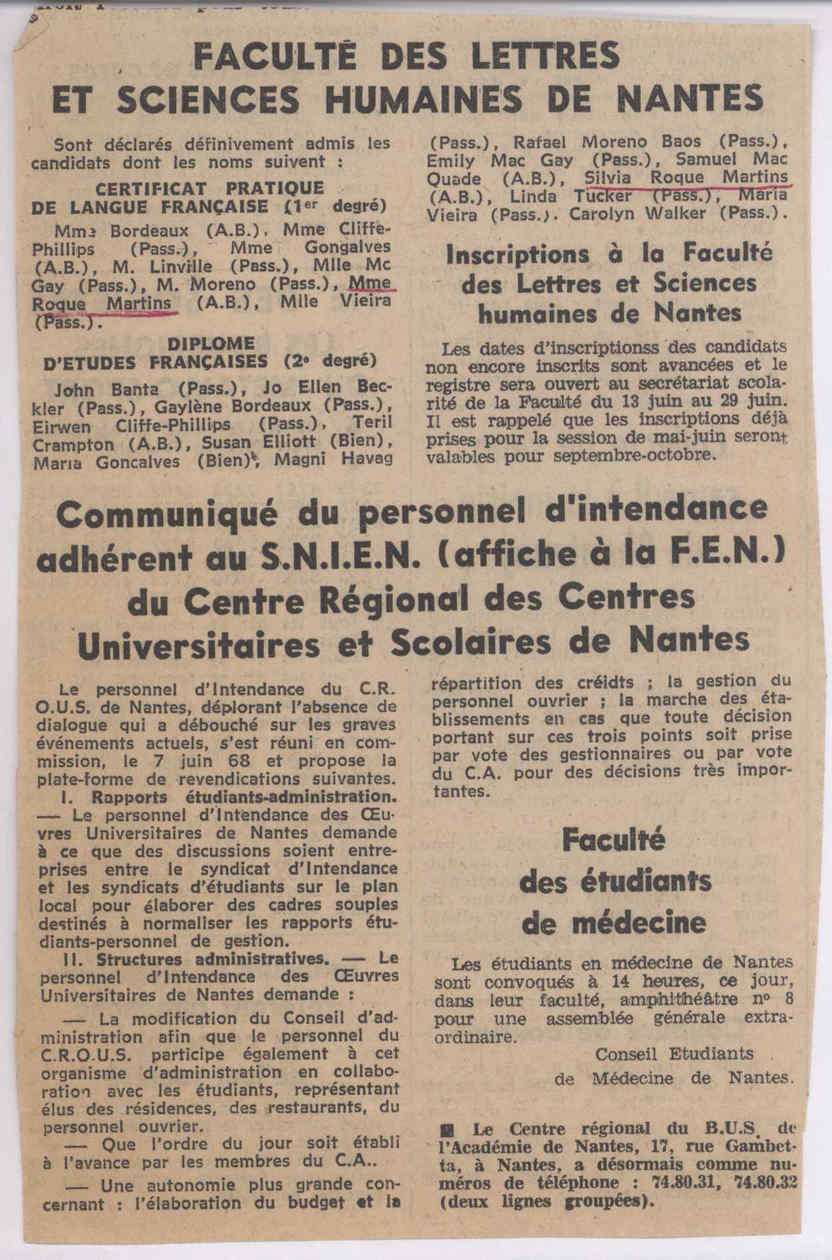 FACULTÉ DES LETTRES
ET SCIENCES HUMAINES DE NANTES
Sont déclarés définivement admis les
candidats dont les noms suivent :
CERTIFICAT PRATIQUE
DE LANGUE FRANÇAISE (1er degré)
Mme Bordeaux (A.B.), Mme Cliffe-
Phillips (Pass.), Mme Gongalves
(A.B.), M. Linville (Pass.), Mlle Mc
Gay (Pass.), M. Moreno (Pass.), Mme
Roque Martins (A.B.), Mlle Vieira
(Pass.).
DIPLOME
D'ETUDES FRANÇAISES (2e degré)
John Banta (Pass.), Jo Ellen Bec-
kler (Pass.), Gaylène Bordeaux (Pass.),
Eirwen Cliffe-Phillips (Pass.), Teril
Crampton (A.B.), Susan Elliott (Bien),
Maria Goncalves (Bien), Magni Havag
(Pass.), Rafael Moreno Baos (Pass.),
Emily Mac Gay (Pass.), Samuel Mac
Quade (A.B.), Silvia Roque Martins
(A.B.), Linda Tucker (Pass.), Maria
Vieira (Pass.). Carolyn Walker (Pass.).
Inscriptions à la Faculté
des Lettres et Sciences
humaines de Nantes
Les dates d'inscriptionss des candidats
non encore inscrits sont avancées et le
registre sera ouvert au secrétariat scola-
rité de la Faculté du 13 juin au 29 juin.
Il est rappelé que les inscriptions déjà
prises pour la session de mai-juin seront
valables pour septembre-octobre.
Communiqué du personnel d'intendance
adhérent au S.N.I.E.N. (affiche à la F.E.N.)
du Centre Régional des Centres
Universitaires et Scolaires de Nantes
Le personnel d'Intendance du C.R.
O.U.S. de Nantes, déplorant l'absence de
dialogue qui a débouché sur les graves
événements actuels, s'est réuni en com-
mission, le 7 juin 68 et propose la
plate-forme de revendications suivantes.
I. Rapports étudiants-administration.
— Le personnel d'Intendance des Œu-
vres Universitaires de Nantes demande
à ce que des discussions soient entre-
prises entre le syndicat d'Intendance
et les syndicats d'étudiants sur le plan
local pour élaborer des cadres souples
destinés à normaliser les rapports étu-
diants-personnel de gestion.
II. Structures administratives. — Le
personnel d'Intendance des Œuvres
Universitaires de Nantes demande :
— La modification du Conseil d'ad-
ministration afin que le personnel du
C.R.O.U.S. participe également à cet
organisme d'administration en collabo-
ration avec les étudiants, représentant
élus des résidences, des restaurants, du
personnel ouvrier.
— Que l'ordre du jour soit établi
à l'avance par les membres du C.A..
— Une autonomie plus grande con-
cernant : l'élaboration du budget et la
répartition des créidts ; la gestion du
personnel ouvrier ; la marche des éta-
blissements en cas que toute décision
portant sur ces trois points soit prise
par vote des gestionnaires ou par vote
du C.A. pour des décisions très impor-
tantes.
Faculté
des étudiants
de médecine
Les étudiants en médecine de Nantes
sont convoqués à 14 heures, ce jour,
dans leur faculté, amphithéâtre n° 8
pour une assemblée générale extra-
ordinaire.
Conseil Etudiants
de Médecine de Nantes.
■ Le Centre régional du B.U.S. de
l'Académie de Nantes, 17, rue Gambet-
ta, à Nantes, a désormais comme nu-
méros de téléphone : 74.80.31, 74.80.32
(deux lignes groupées).